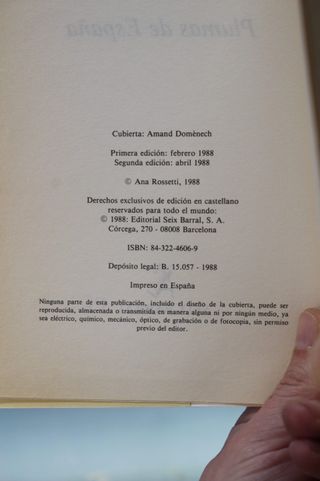 Plumas de España
Cubierta: Amand Domènech
Primera edición: febrero 1988
Segunda edición: abril 1988
© Ana Rossetti, 1988
Derechos exclusivos de edición en castellano
reservados para todo el mundo:
© 1988: Editorial Seix Barral, S. A.
Córcega, 270 - 08008 Barcelona
ISBN: 84-322-4606-9
Depósito legal: B. 15.057 - 1988
Impreso en España
Ninguna parte de esta publicación, incluido el diseño de la cubierta, puede ser
reproducida, almacenada o transmitida en manera alguna ni por ningún medio, ya
sea eléctrico, químico, mecánico, óptico, de grabación o de fotocopia, sin permiso
previo del editor.